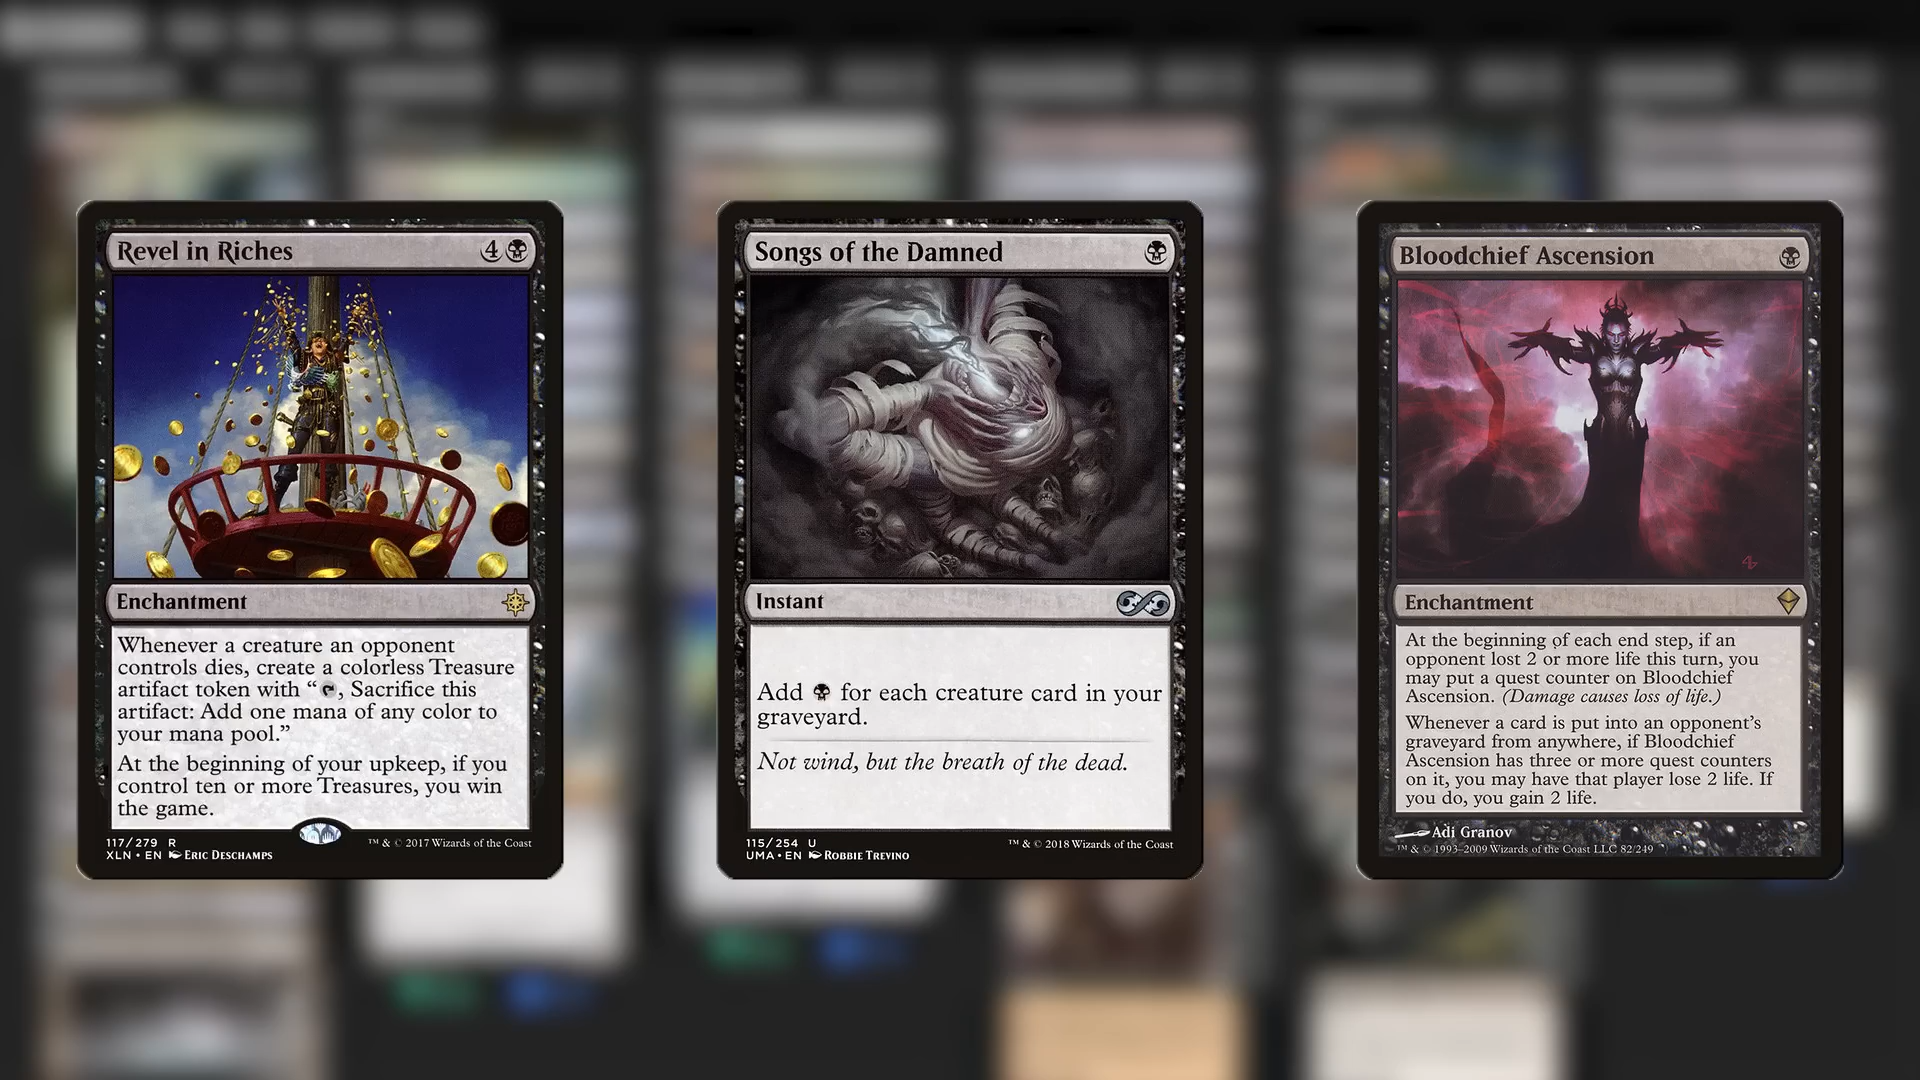 Revel in Riches 4
Enchantment
Whenever a creature an opponent
controls dies, create a colorless Treasure
artifact token with “ , Sacrifice this
artifact: Add one mana of any color to
your mana pool.”
At the beginning of your upkeep, if you
control ten or more Treasures, you win
the game.
117/279 R
XLN • EN Eric Deschamps
™ & © 2017 Wizards of the Coast
Songs of the Damned
Instant
Add for each creature card in your
graveyard.
Not wind, but the breath of the dead.
115/254 U
UMA • EN Robbie Trevino
™ & © 2018 Wizards of the Coast
Bloodchief Ascension
Enchantment
At the beginning of each end step, if an
opponent lost 2 or more life this turn, you
may put a quest counter on Bloodchief
Ascension. (Damage causes loss of life.)
Whenever a card is put into an opponent’s
graveyard from anywhere, if Bloodchief
Ascension has three or more quest counters
on it, you may have that player lose 2 life. If
you do, you gain 2 life.
Adi Granov
™ & © 1993–2009 Wizards of the Coast LLC 82/249